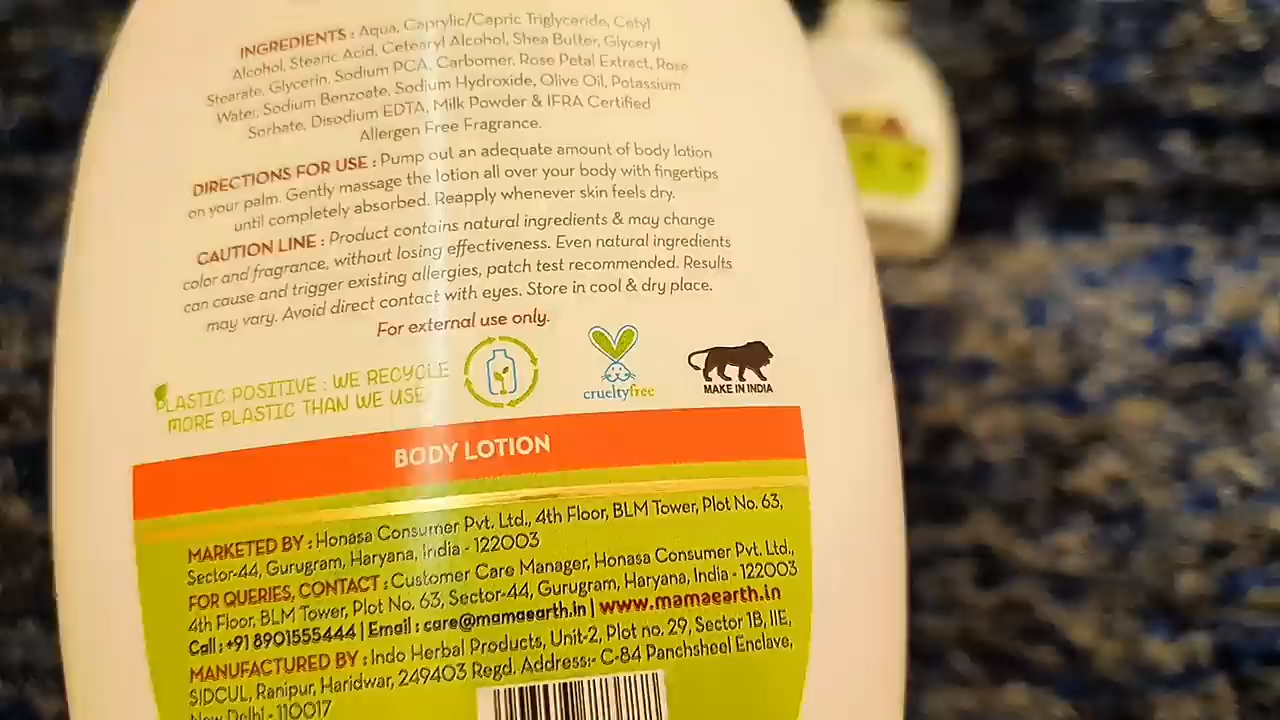 INGREDIENTS : Aqua, Caprylic/Capric Triglyceride, Cetyl
Alcohol, Stearic Acid, Cetearyl Alcohol, Shea Butter, Glyceryl
Stearate, Glycerin, Sodium PCA, Carbomer, Rose Petal Extract, Rose
Water, Sodium Benzoate, Sodium Hydroxide, Olive Oil, Potassium
Sorbate, Disodium EDTA, Milk Powder & IFRA Certified
Allergen Free Fragrance.
DIRECTIONS FOR USE : Pump out an adequate amount of body lotion
on your palm. Gently massage the lotion all over your body with fingertips
until completely absorbed. Reapply whenever skin feels dry.
CAUTION LINE : Product contains natural ingredients & may change
color and fragrance, without losing effectiveness. Even natural ingredients
can cause and trigger existing allergies, patch test recommended. Results
may vary. Avoid direct contact with eyes. Store in cool & dry place.
For external use only.
PLASTIC POSITIVE : WE RECYCLE
MORE PLASTIC THAN WE USE
crueltyfree
MAKE IN INDIA
BODY LOTION
MARKETED BY : Honasa Consumer Pvt. Ltd., 4th Floor, BLM Tower, Plot No. 63,
Sector-44, Gurugram, Haryana, India - 122003
FOR QUERIES, CONTACT : Customer Care Manager, Honasa Consumer Pvt. Ltd.,
4th Floor, BLM Tower, Plot No. 63, Sector-44, Gurugram, Haryana, India - 122003
Call : +91 8901555444 | Email : care@mamaearth.in | www.mamaearth.in
MANUFACTURED BY : Indo Herbal Products, Unit-2, Plot no. 29, Sector 1B, IIE,
SIDCUL, Ranipur, Haridwar, 249403 Regd. Address:- C-84 Panchsheel Enclave,
New Delhi - 110017